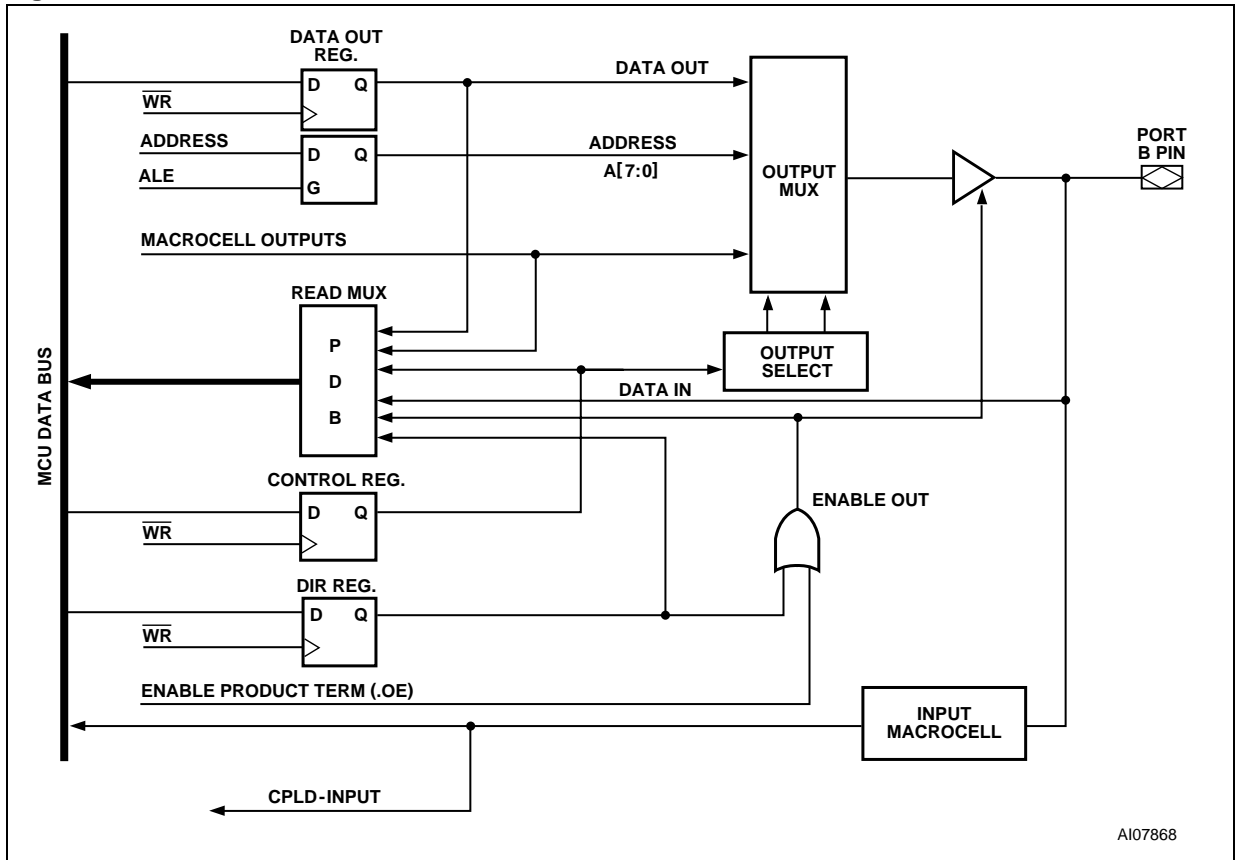 DATA OUT
REG.
D Q
WR
DATA OUT
ADDRESS
D Q
ALE
G
ADDRESS
A[7:0]
OUTPUT
MUX
PORT
B PIN
MACROCELL OUTPUTS
READ MUX
P
D
B
OUTPUT
SELECT
DATA IN
MCU DATA BUS
CONTROL REG.
D Q
WR
ENABLE OUT
DIR REG.
D Q
WR
ENABLE PRODUCT TERM (.OE)
INPUT
MACROCELL
CPLD-INPUT
AI07868